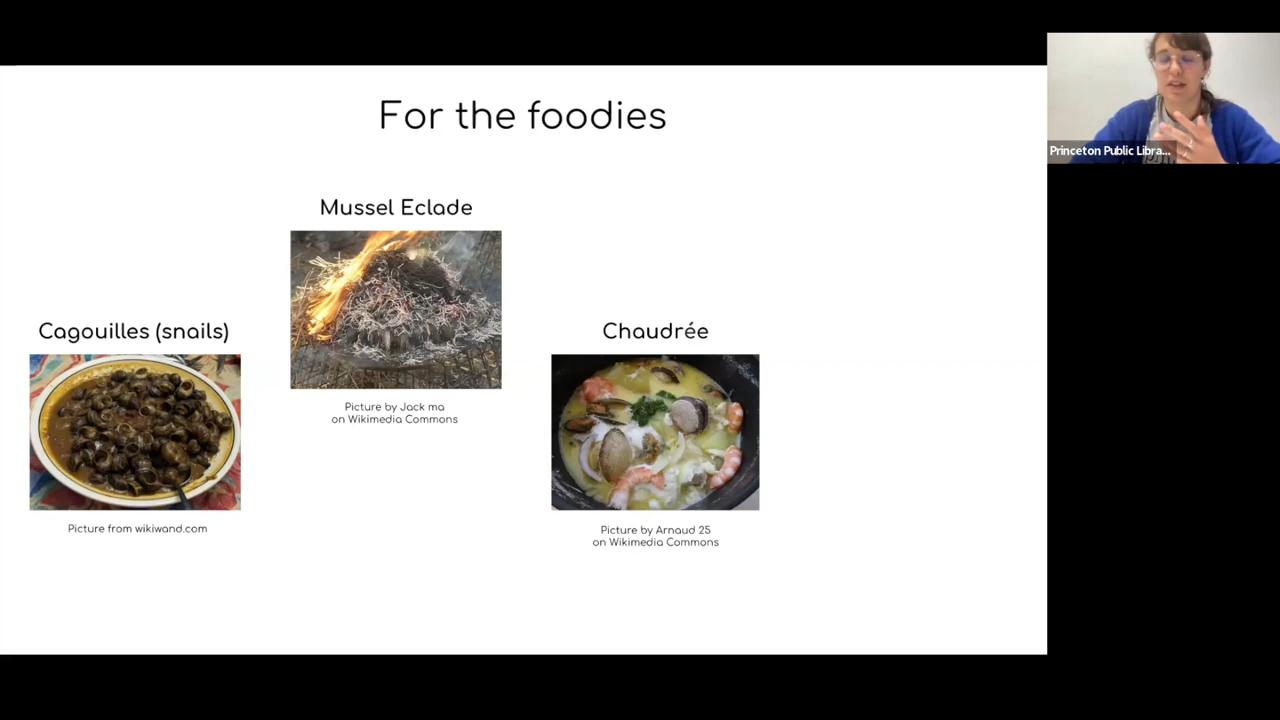 For the foodies
Mussel Eclade
Picture by Jack ma
on Wikimedia Commons
Cagouilles (snails)
Picture from wikiwand.com
Chaudrée
Picture by Arnaud 25
on Wikimedia Commons
Princeton Public Libra...